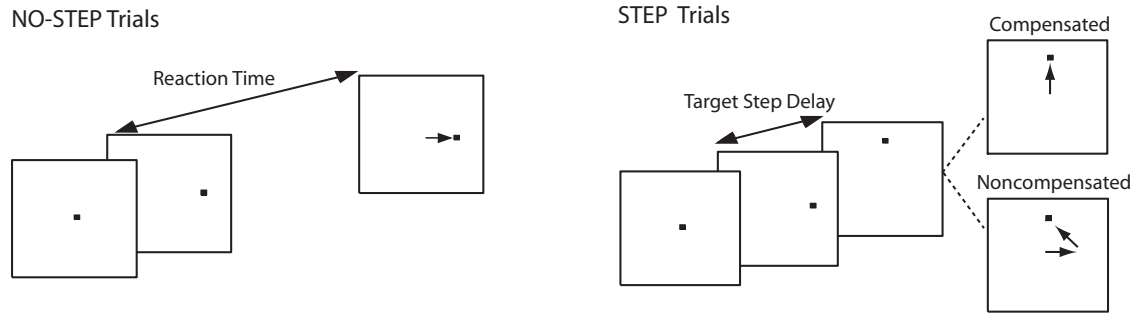 NO-STEP Trials
Reaction Time
STEP Trials
Target Step Delay
Compensated
Noncompensated